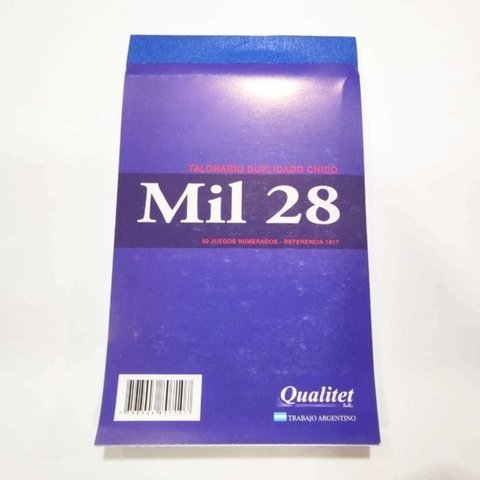 TALONARIO DUPLICADO CHICO
Mil 28
50 JUEGOS NUMERADOS - REFERENCIA 1917
Qualitet
S.R.L.
TRABAJO ARGENTINO